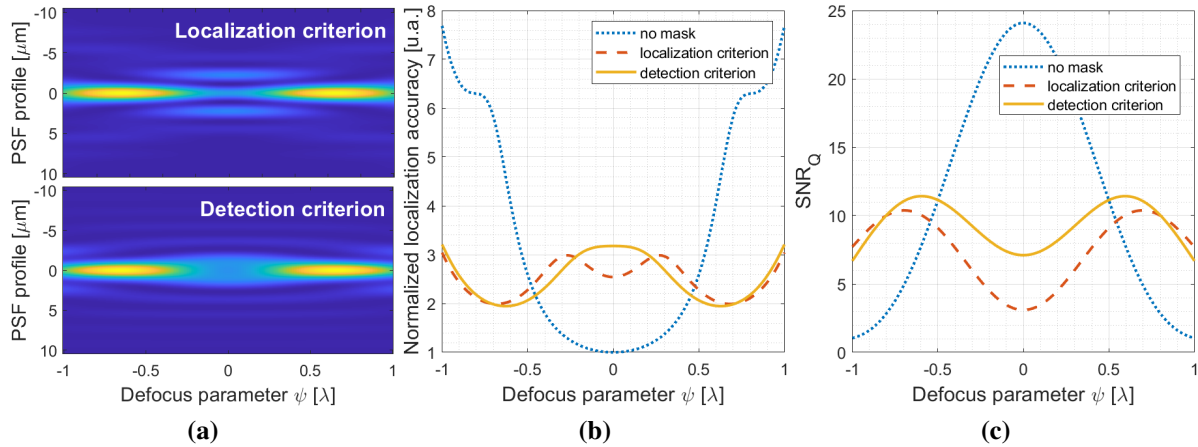 Localization criterion
PSF profile [μm]
-10
-5
0
5
10
Detection criterion
PSF profile [μm]
-10
-5
0
5
10
-1 -0.5 0 0.5 1
Defocus parameter ψ [λ]
(a)
Normalized localization accuracy [u.a.]
8
7
6
5
4
3
2
1
no mask
localization criterion
detection criterion
-1 -0.5 0 0.5 1
Defocus parameter ψ [λ]
(b)
SNR_Q
25
20
15
10
5
0
no mask
localization criterion
detection criterion
-1 -0.5 0 0.5 1
Defocus parameter ψ [λ]
(c)